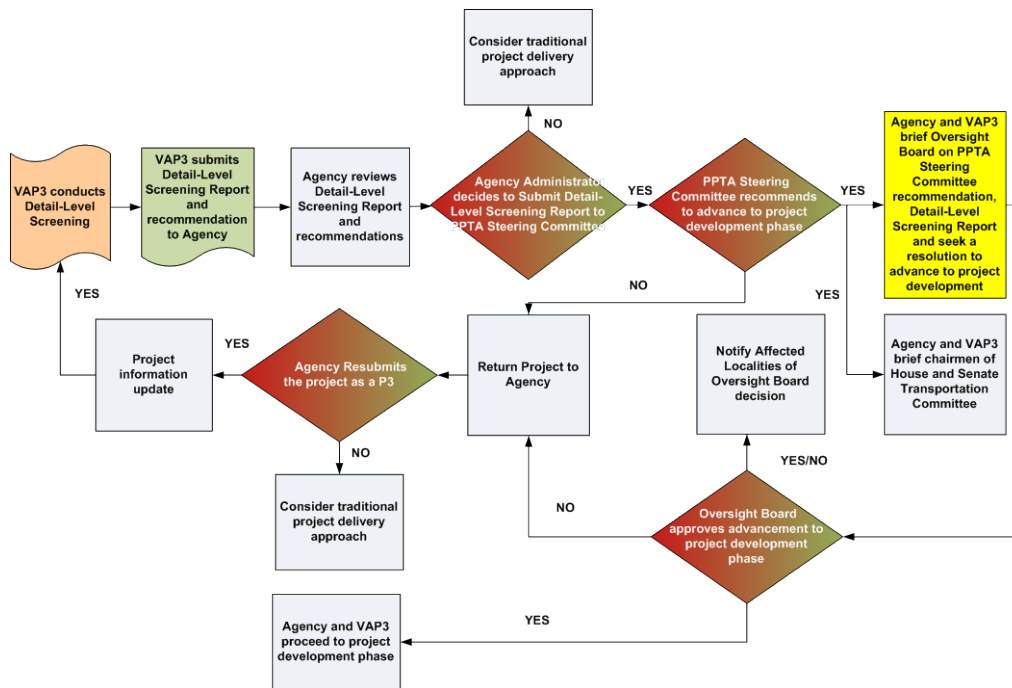 Consider traditional
project delivery
approach
NO
VAP3 conducts
Detail-Level
Screening
VAP3 submits
Detail-Level
Screening Report
and
recommendation
to Agency
Agency reviews
Detail-Level
Screening Report
and
recommendations
Agency Administrator
decides to Submit Detail-
Level Screening Report to
PPTA Steering Committee
YES
PPTA Steering
Committee recommends
to advance to project
development phase
YES
Agency and VAP3
brief Oversight
Board on PPTA
Steering
Committee
recommendation,
Detail-Level
Screening Report
and seek a
resolution to
advance to project
development
YES
NO
YES
Project
information
update
YES
Agency Resubmits
the project as a P3
Return Project to
Agency
Notify Affected
Localities of
Oversight Board
decision
Agency and VAP3
brief chairmen of
House and Senate
Transportation
Committee
NO
YES/NO
Consider traditional
project delivery
approach
NO
Oversight Board
approves advancement to
project development
phase
YES
Agency and VAP3
proceed to project
development phase